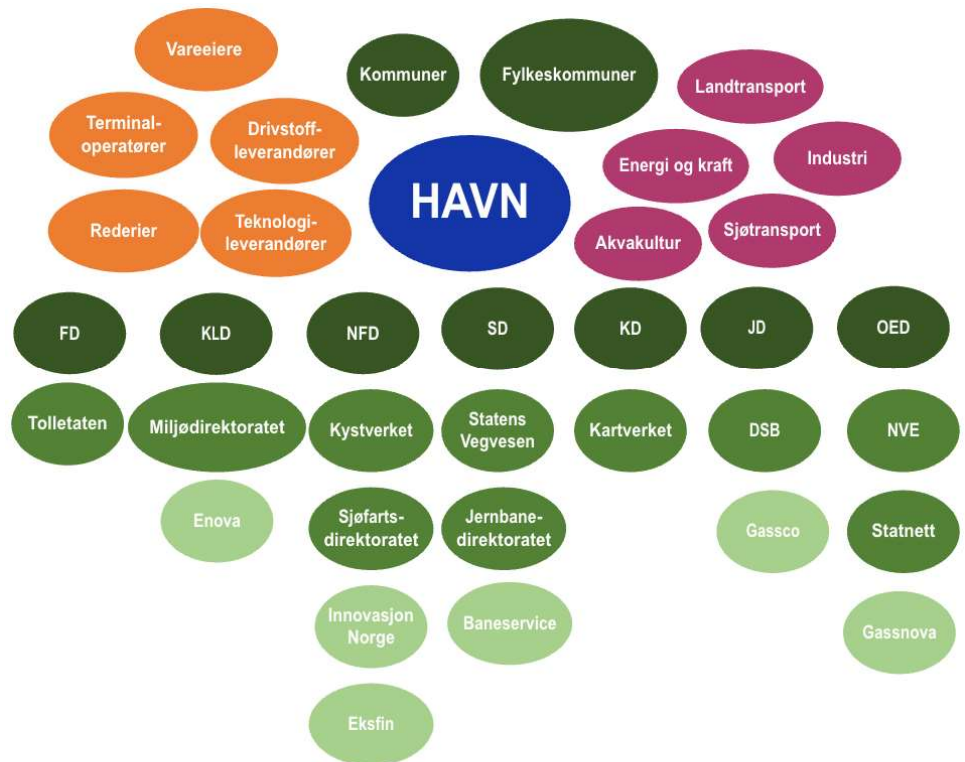 Vareeiere
Kommuner
Fylkeskommuner
Landtransport
Terminal-
operatører
Drivstoff-
leverandører
HAVN
Energi og kraft
Industri
Rederier
Teknologi-
leverandører
Akvakultur
Sjøtransport
FD
KLD
NFD
SD
KD
JD
OED
Tolletaten
Miljødirektoratet
Kystverket
Statens
Vegvesen
Kartverket
DSB
NVE
Enova
Sjøfarts-
direktoratet
Jernbane-
direktoratet
Gassco
Statnett
Innovasjon
Norge
Baneservice
Gassnova
Eksfin